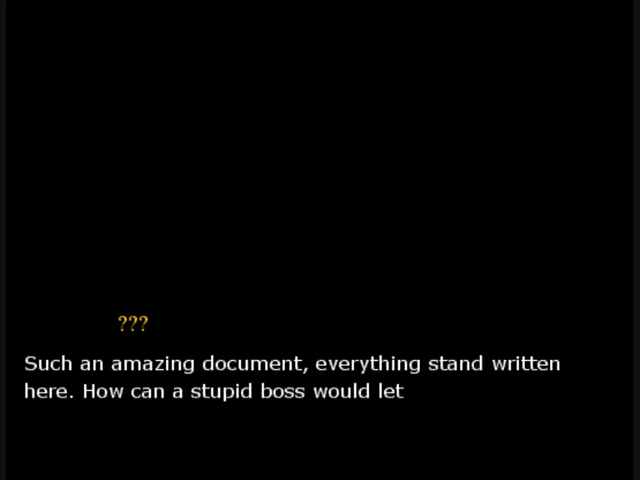 ???
Such an amazing document, everything stand written
here. How can a stupid boss would let